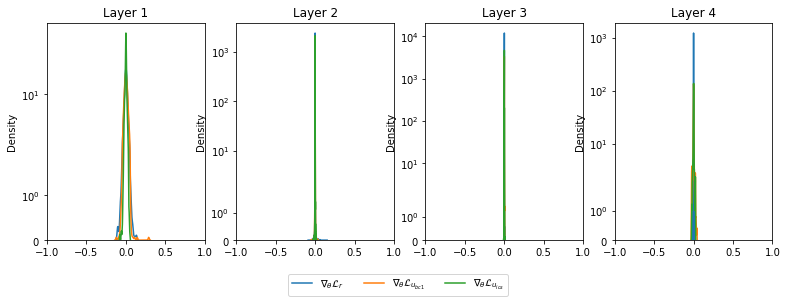 Layer 1 Layer 2 Layer 3 Layer 4
Density Density Density Density
10¹ 10⁰ 0
10³ 10² 10¹ 10⁰ 0
10⁴ 10³ 10² 10¹ 10⁰ 0
10³ 10² 10¹ 10⁰ 0
−1.0 −0.5 0.0 0.5 1.0 −1.0 −0.5 0.0 0.5 1.0 −1.0 −0.5 0.0 0.5 1.0 −1.0 −0.5 0.0 0.5 1.0
∇θℒr ∇θℒu_bc1